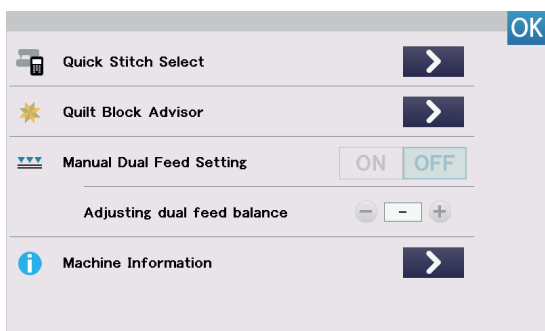 OK
Quick Stitch Select
Quilt Block Advisor
Manual Dual Feed Setting ON OFF
Adjusting dual feed balance - - +
Machine Information